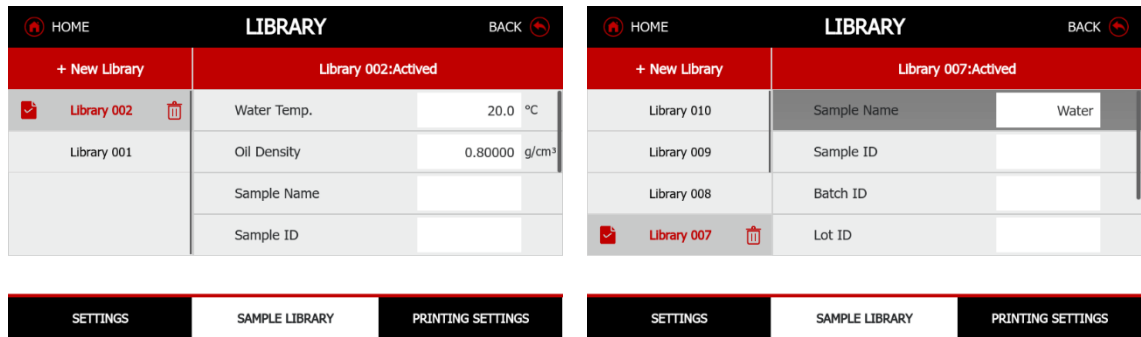 HOME LIBRARY BACK
+ New Library Library 002:Actived
Library 002 Water Temp. 20.0 °C
Library 001 Oil Density 0.80000 g/cm³
Sample Name
Sample ID
SETTINGS SAMPLE LIBRARY PRINTING SETTINGS
HOME LIBRARY BACK
+ New Library Library 007:Actived
Library 010 Sample Name Water
Library 009 Sample ID
Library 008 Batch ID
Library 007 Lot ID
SETTINGS SAMPLE LIBRARY PRINTING SETTINGS